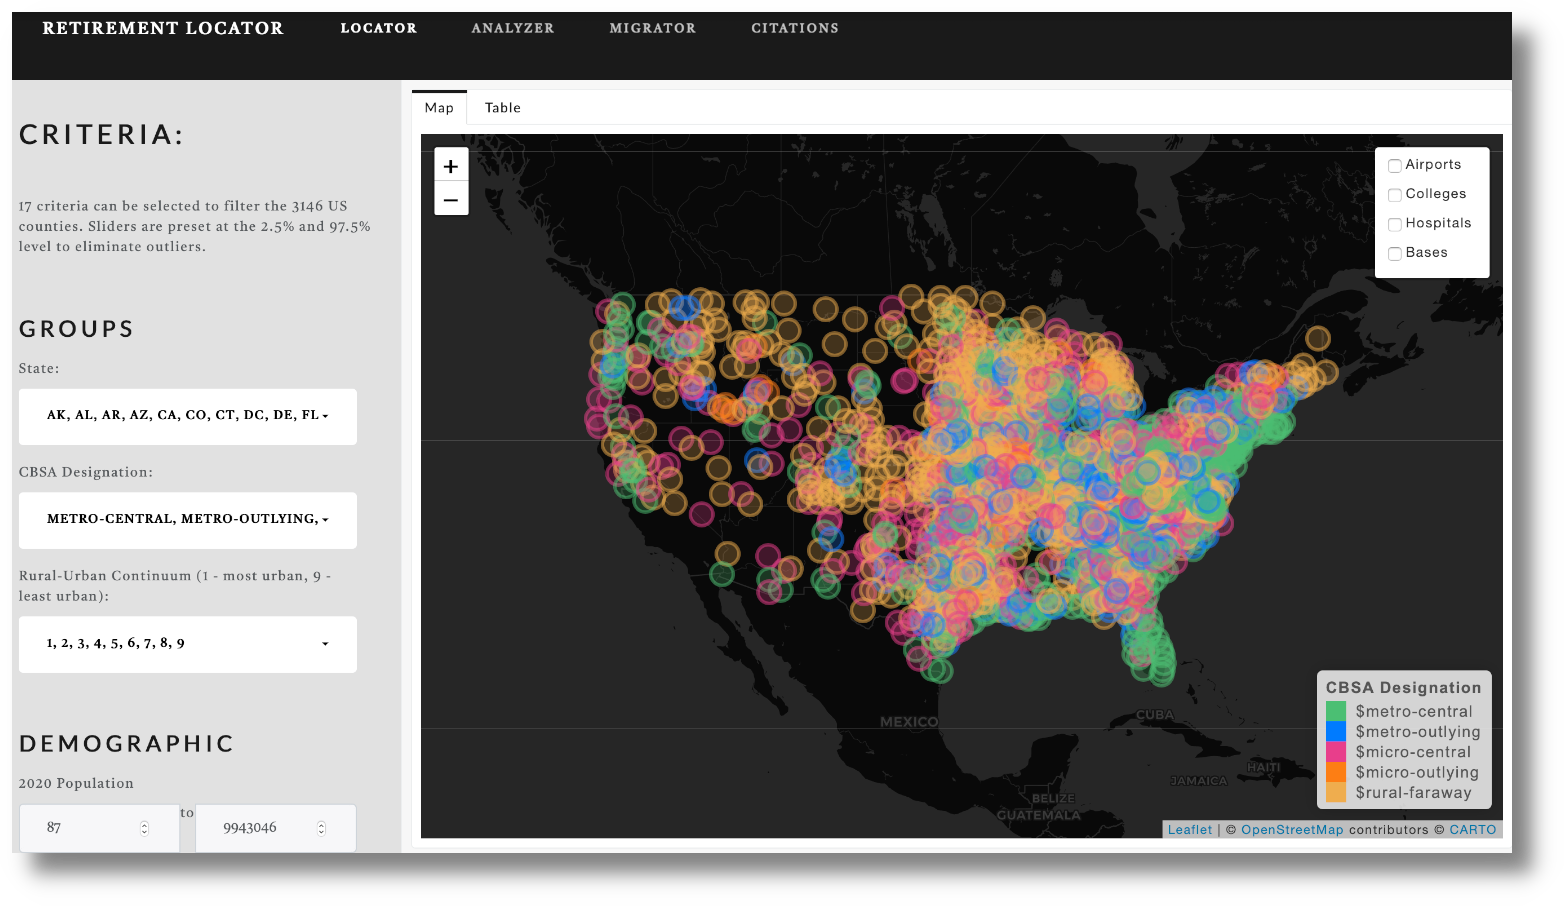 RETIREMENT LOCATOR
LOCATOR
ANALYZER
MIGRATOR
CITATIONS
CRITERIA:
17 criteria can be selected to filter the 3146 US
counties. Sliders are preset at the 2.5% and 97.5%
level to eliminate outliers.
GROUPS
State:
AK, AL, AR, AZ, CA, CO, CT, DC, DE, FL
CBSA Designation:
METRO-CENTRAL, METRO-OUTLYING,
Rural-Urban Continuum (1 - most urban, 9 -
least urban):
1, 2, 3, 4, 5, 6, 7, 8, 9
DEMOGRAPHIC
2020 Population
87
to
9943046
Map
Table
+
−
Airports
Colleges
Hospitals
Bases
MEXICO
CUBA
HAITI
JAMAICA
BELIZE
GUATEMALA
CBSA Designation
$metro-central
$metro-outlying
$micro-central
$micro-outlying
$rural-faraway
Leaflet | © OpenStreetMap contributors © CARTO